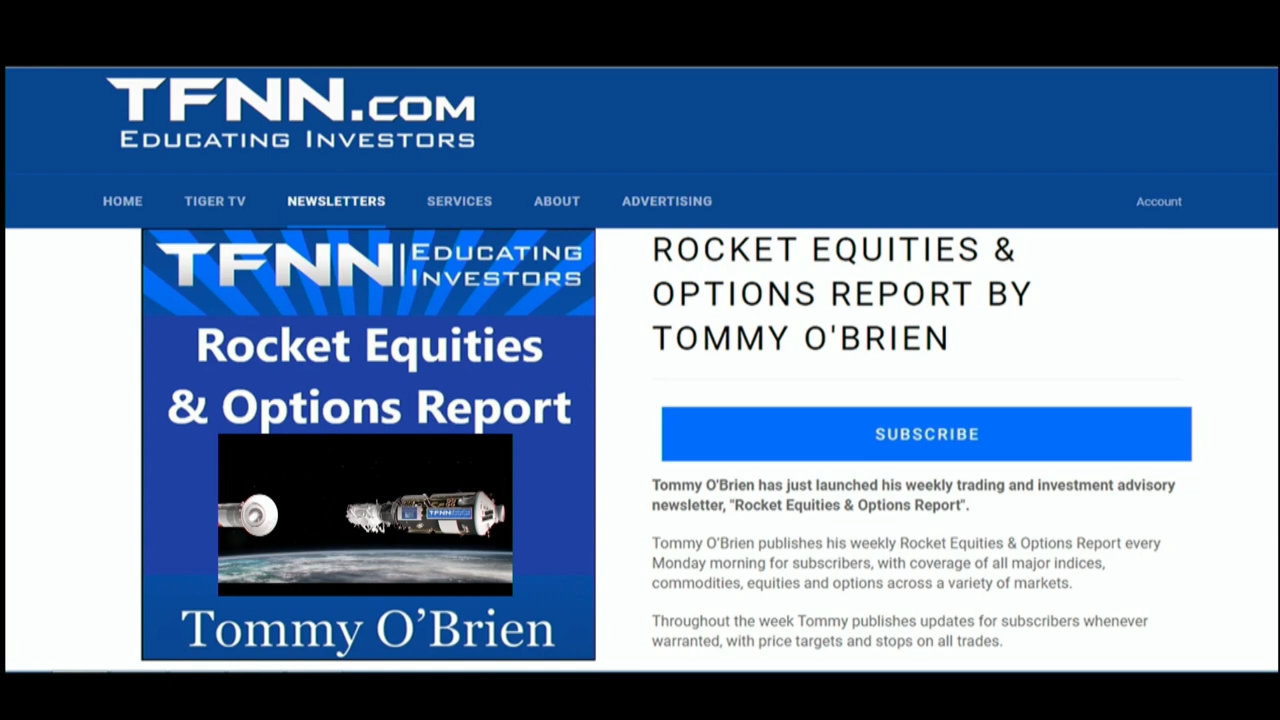 TFNN.COM
EDUCATING INVESTORS
HOME TIGER TV NEWSLETTERS SERVICES ABOUT ADVERTISING Account
TFNN EDUCATING
INVESTORS
Rocket Equities
& Options Report
TFNN
Tommy O’Brien
ROCKET EQUITIES &
OPTIONS REPORT BY
TOMMY O'BRIEN
SUBSCRIBE
Tommy O'Brien has just launched his weekly trading and investment advisory
newsletter, "Rocket Equities & Options Report".
Tommy O’Brien publishes his weekly Rocket Equities & Options Report every
Monday morning for subscribers, with coverage of all major indices,
commodities, equities and options across a variety of markets.
Throughout the week Tommy publishes updates for subscribers whenever
warranted, with price targets and stops on all trades.